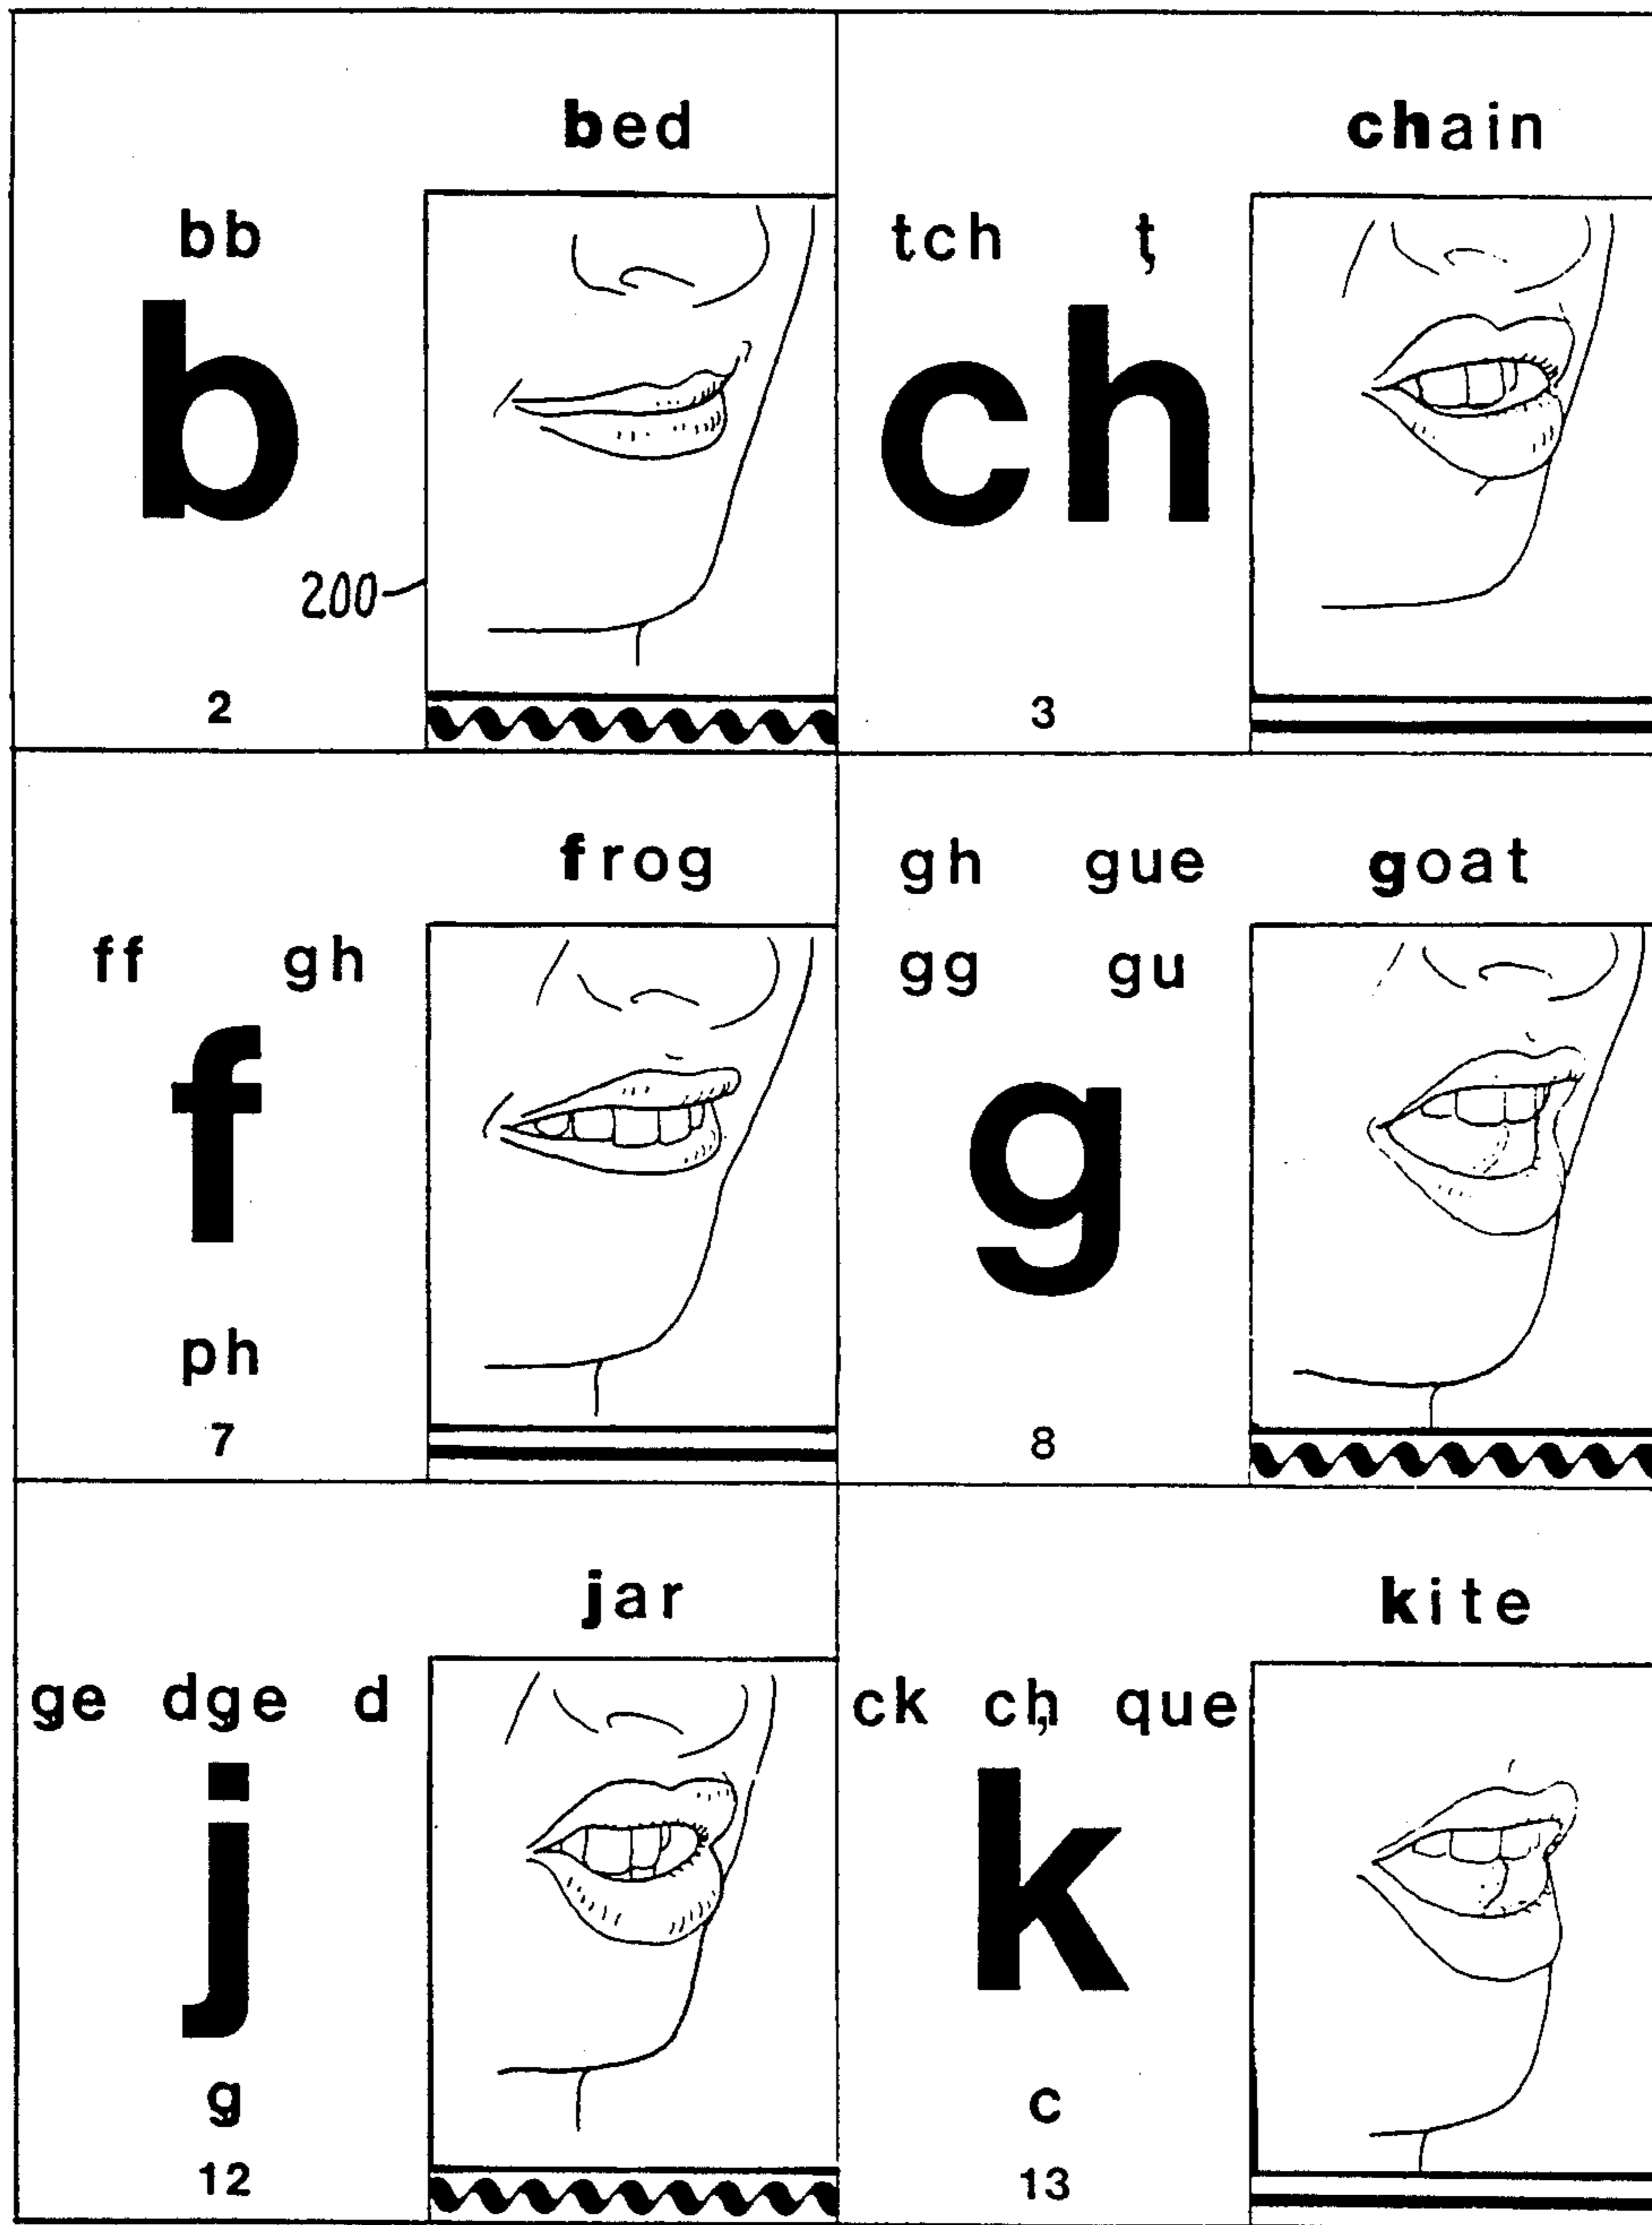 bed
bb
b
200
2
chain
tch ț
ch
3
frog
ff gh
f
ph
7
gh gue goat
gg gu
g
8
jar
ge dge d
j
g
12
kite
ck ch̦ que
k
c
13